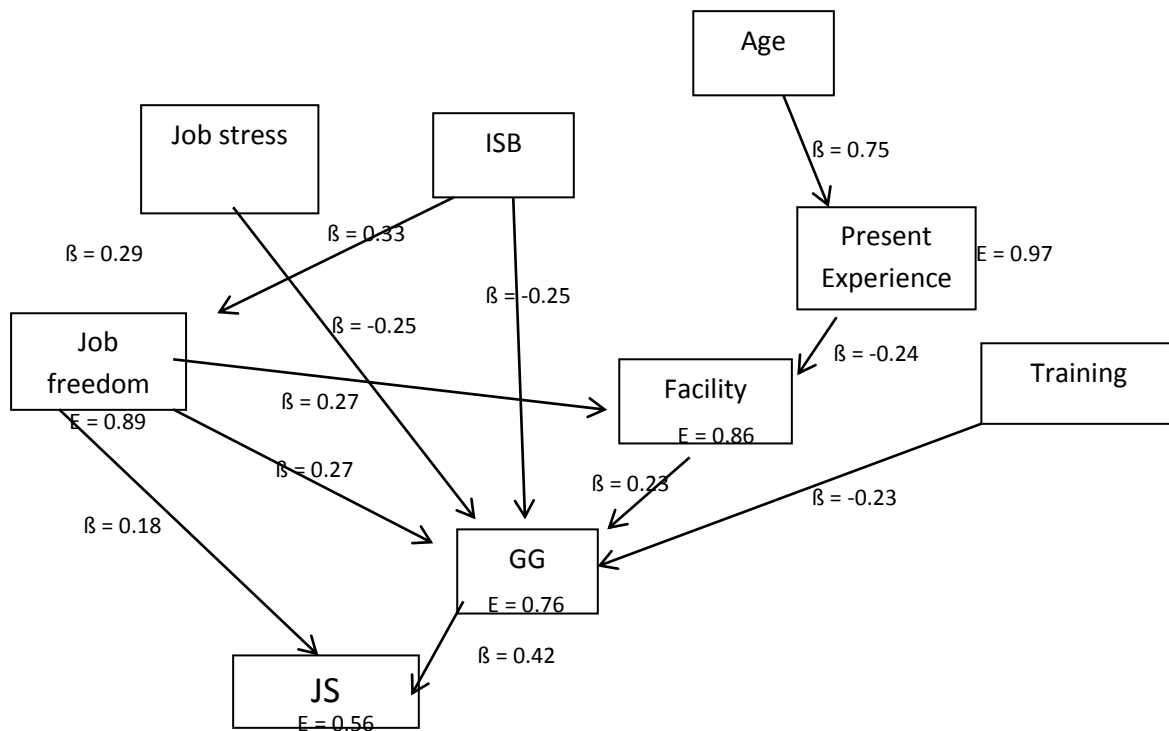 Age
Job stress
ISB
ß = 0.75
Present
Experience
E = 0.97
ß = 0.33
ß = 0.29
ß = -0.25
ß = -0.25
Job
freedom
E = 0.89
ß = -0.24
Training
Facility
E = 0.86
ß = 0.27
ß = 0.27
ß = 0.23
ß = -0.23
ß = 0.18
GG
E = 0.76
ß = 0.42
JS
E = 0.56